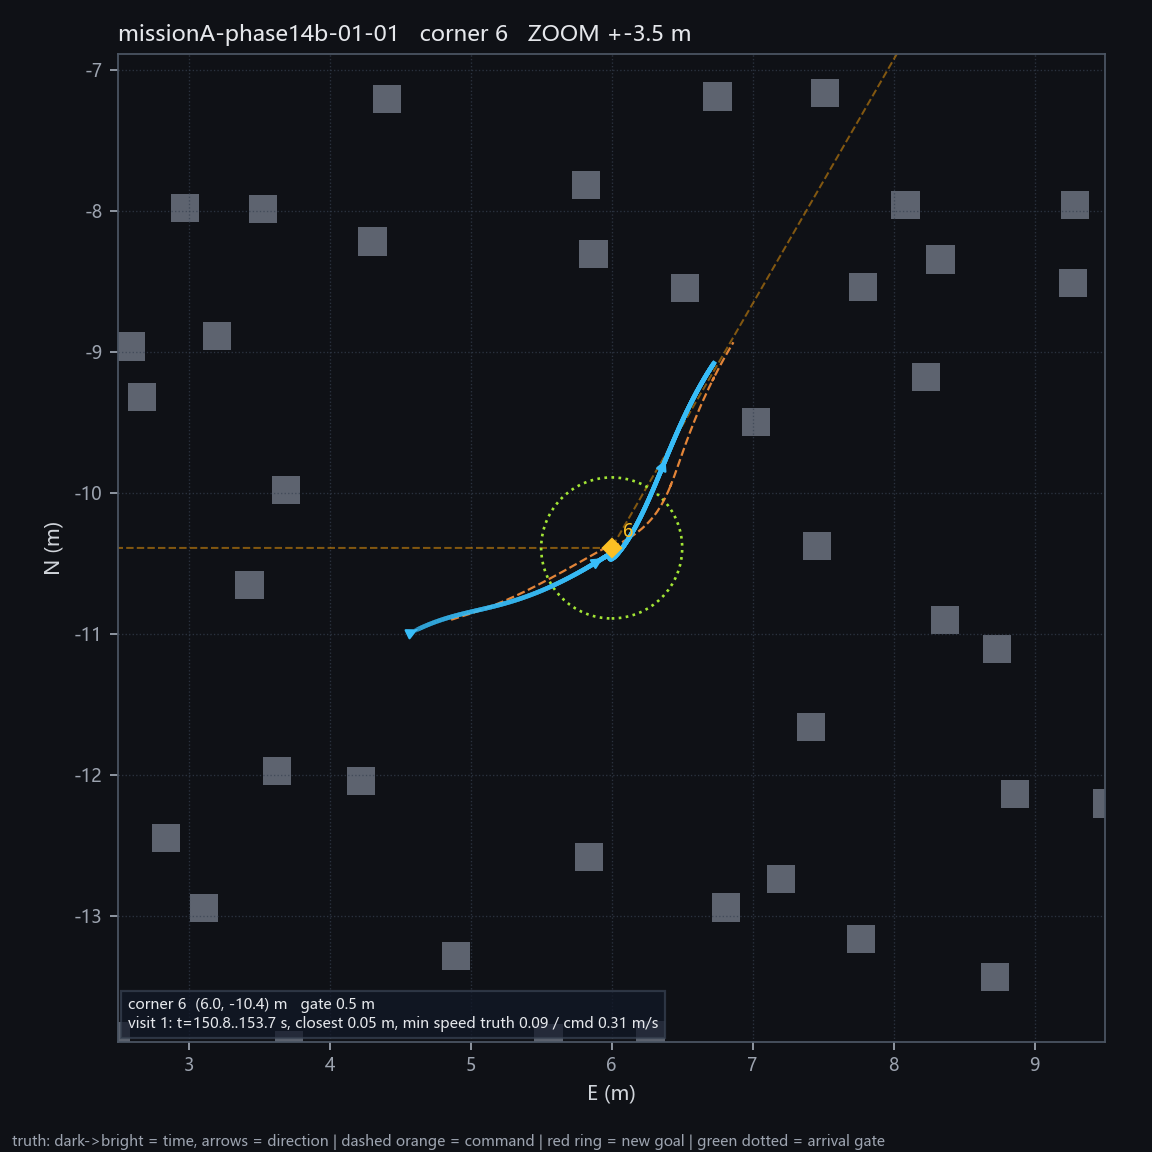 missionA-phase14b-01-01   corner 6   ZOOM +-3.5 m
-7
-8
-9
-10
-11
-12
-13
N (m)
6
corner 6  (6.0, -10.4) m   gate 0.5 m
visit 1: t=150.8..153.7 s, closest 0.05 m, min speed truth 0.09 / cmd 0.31 m/s
3 4 5 6 7 8 9
E (m)
truth: dark->bright = time, arrows = direction | dashed orange = command | red ring = new goal | green dotted = arrival gate